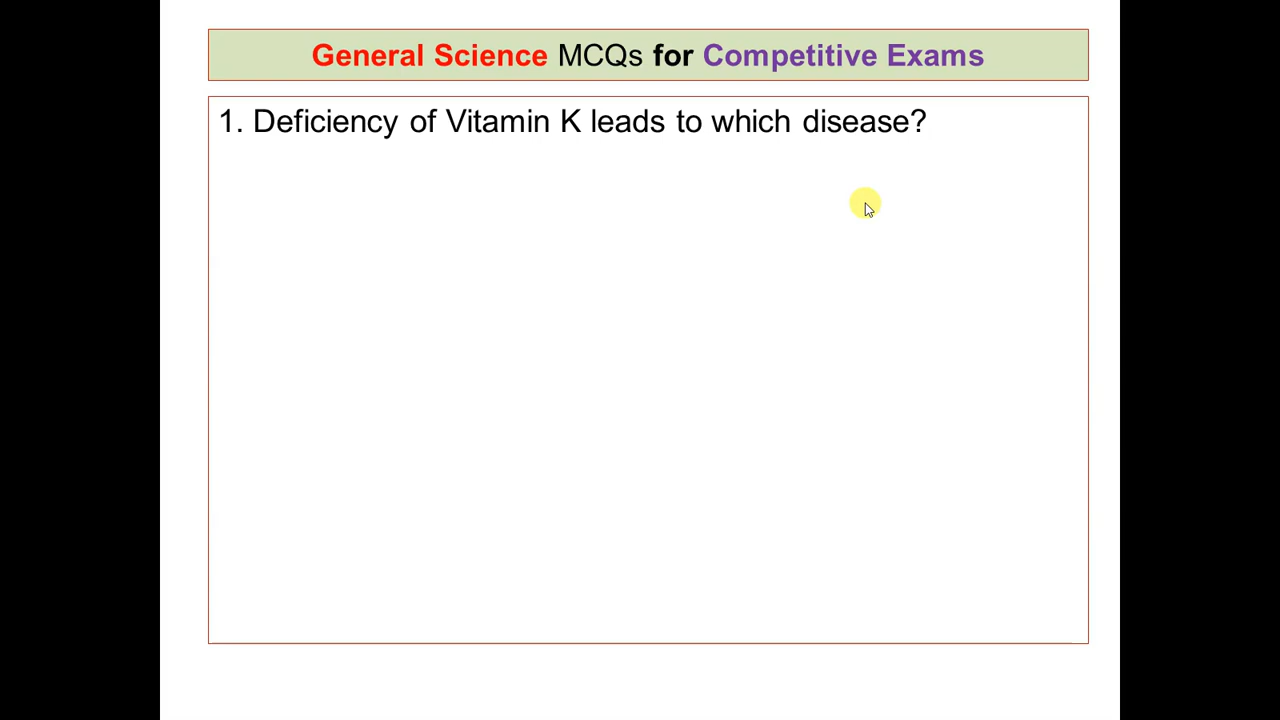 General Science MCQs for Competitive Exams
1. Deficiency of Vitamin K leads to which disease?